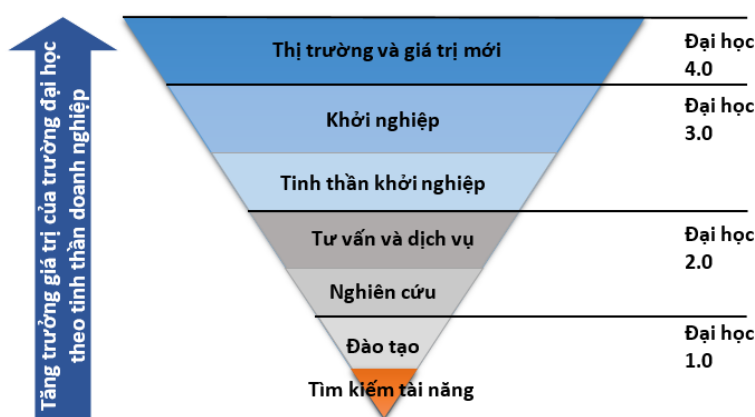 Tăng trưởng giá trị của trường đại học
theo tinh thần doanh nghiệp
Thị trường và giá trị mới
Đại học
4.0
Khởi nghiệp
Đại học
3.0
Tinh thần khởi nghiệp
Tư vấn và dịch vụ
Đại học
2.0
Nghiên cứu
Đào tạo
Đại học
1.0
Tìm kiếm tài năng